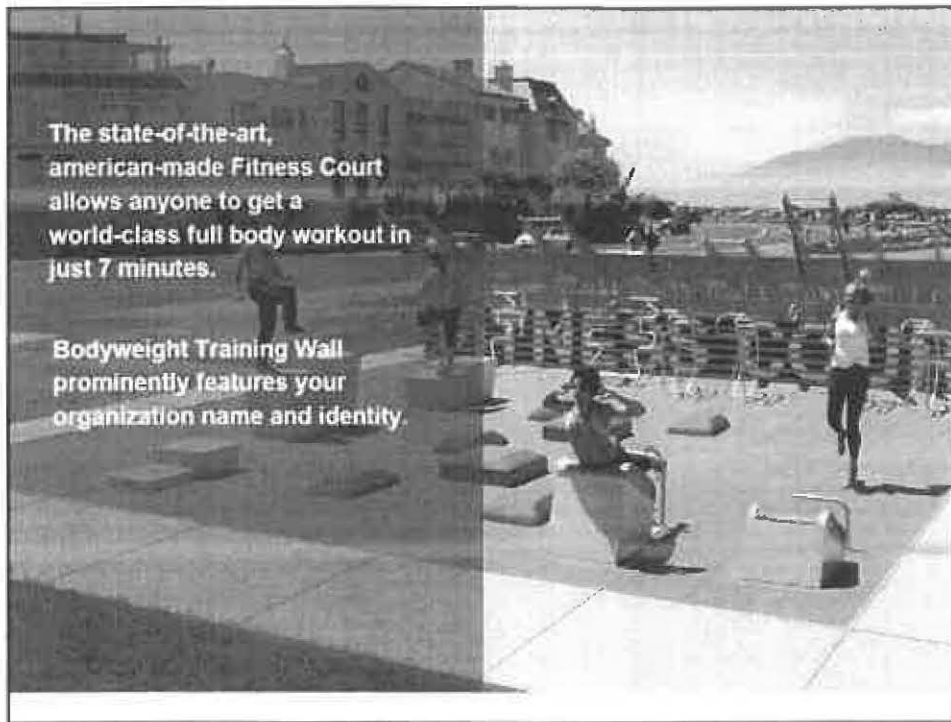 The state-of-the-art,
american-made Fitness Court
allows anyone to get a
world-class full body workout in
just 7 minutes.
Bodyweight Training Wall
prominently features your
organization name and identity.